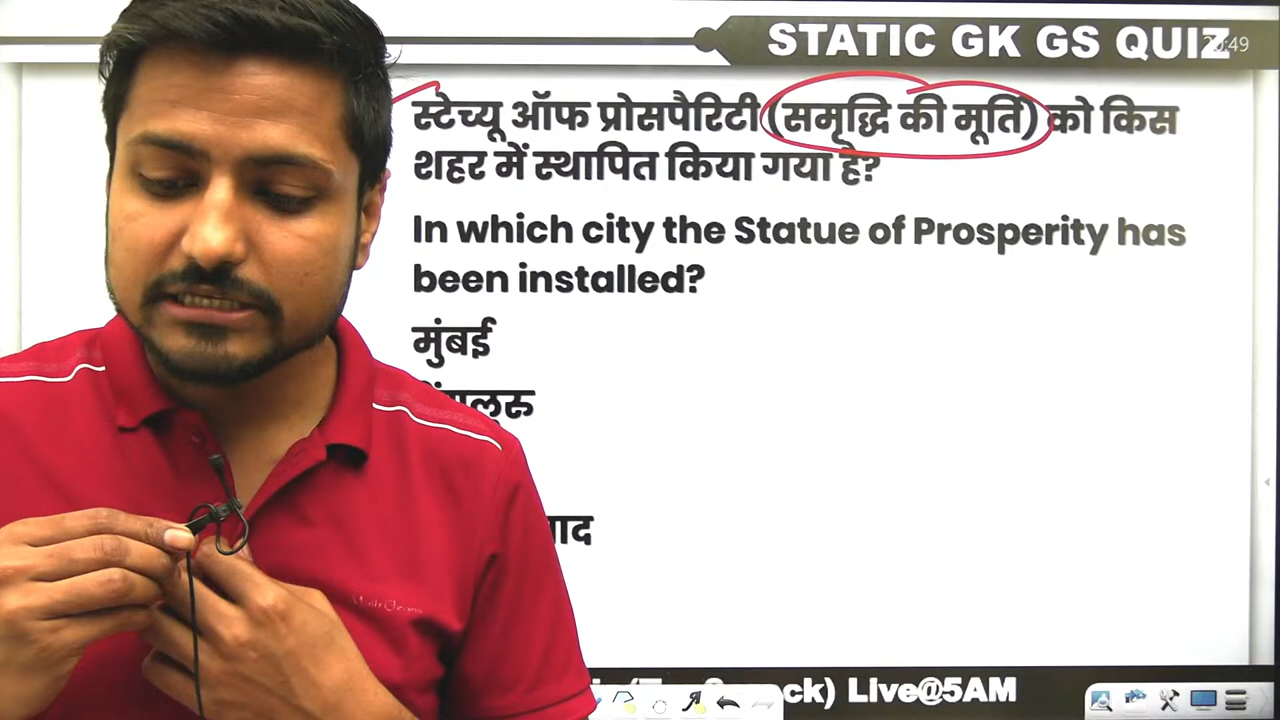 STATIC GK GS QUIZ
स्टेच्यू ऑफ प्रोसपैरिटी (समृद्धि की मूर्ति) को किस
शहर में स्थापित किया गया है?
In which city the Statue of Prosperity has
been installed?
मुंबई
Live@5AM